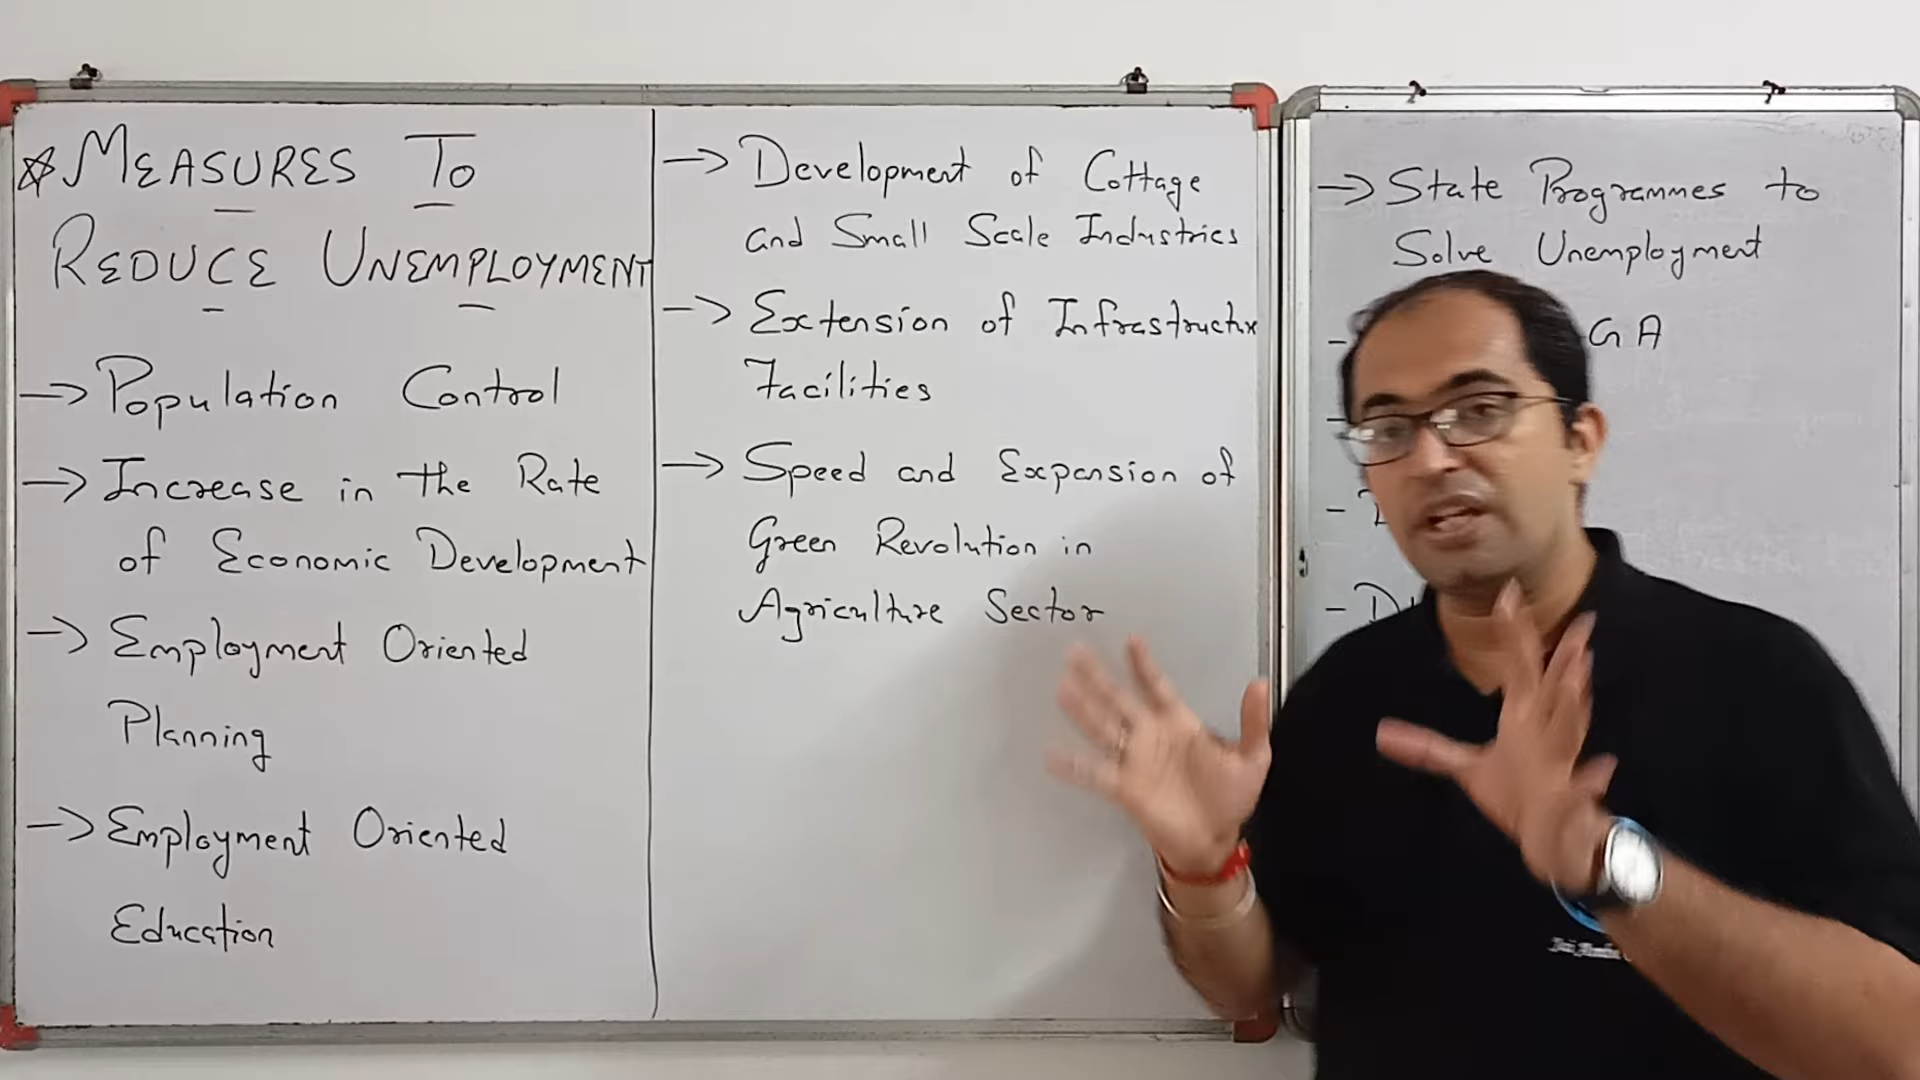 MEASURES TO
REDUCE UNEMPLOYMENT
→ Population Control
→ Increase in the Rate
of Economic Development
→ Employment Oriented
Planning
→ Employment Oriented
Education
→ Development of Cottage
and Small Scale Industries
→ Extension of Infrastructure
Facilities
→ Speed and Expansion of
Green Revolution in
Agriculture Sector
→ State Programmes to
Solve Unemployment
- GA
-
- D
- D